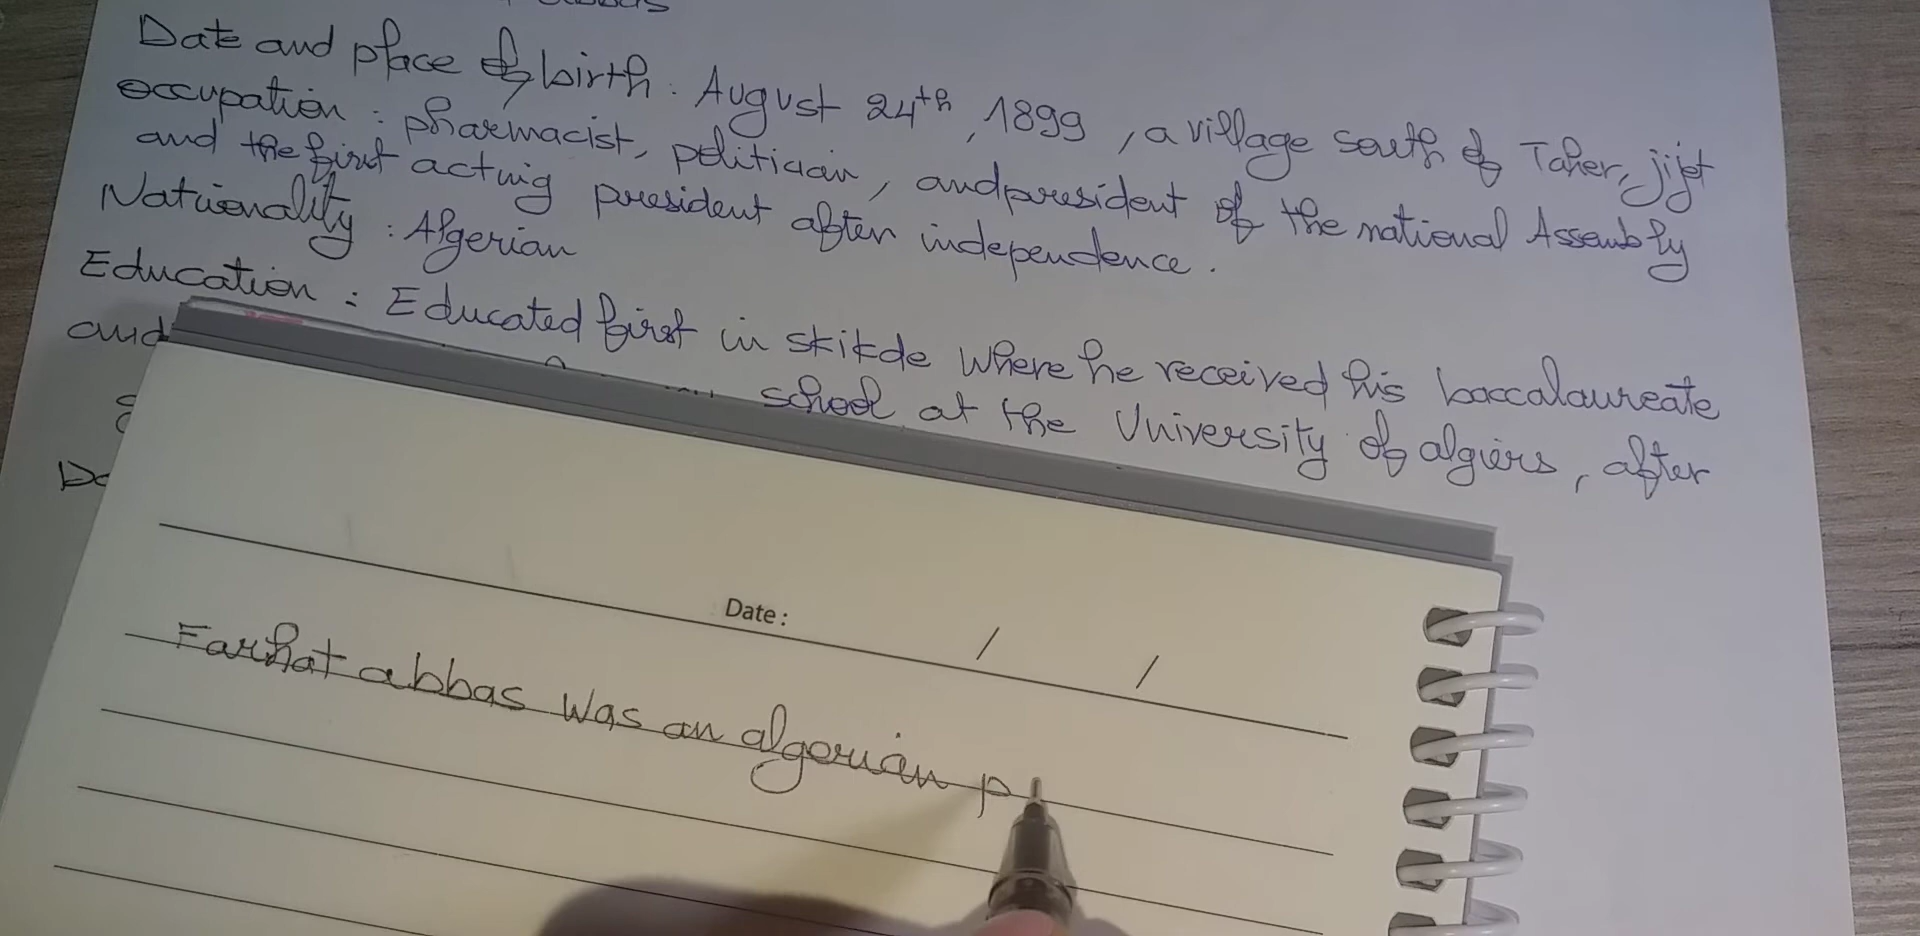 Date and place of birth : August 24th, 1899, a village south of Taher, jijel
occupation : pharmacist, politician, and president of the national Assembly
and the first acting president after independence.
Nationality : Algerian
Education : Educated first in skikde where he received his baccalaureate
and school at the University of algiers, after
Date: / /
Farhat abbas was an algerian p